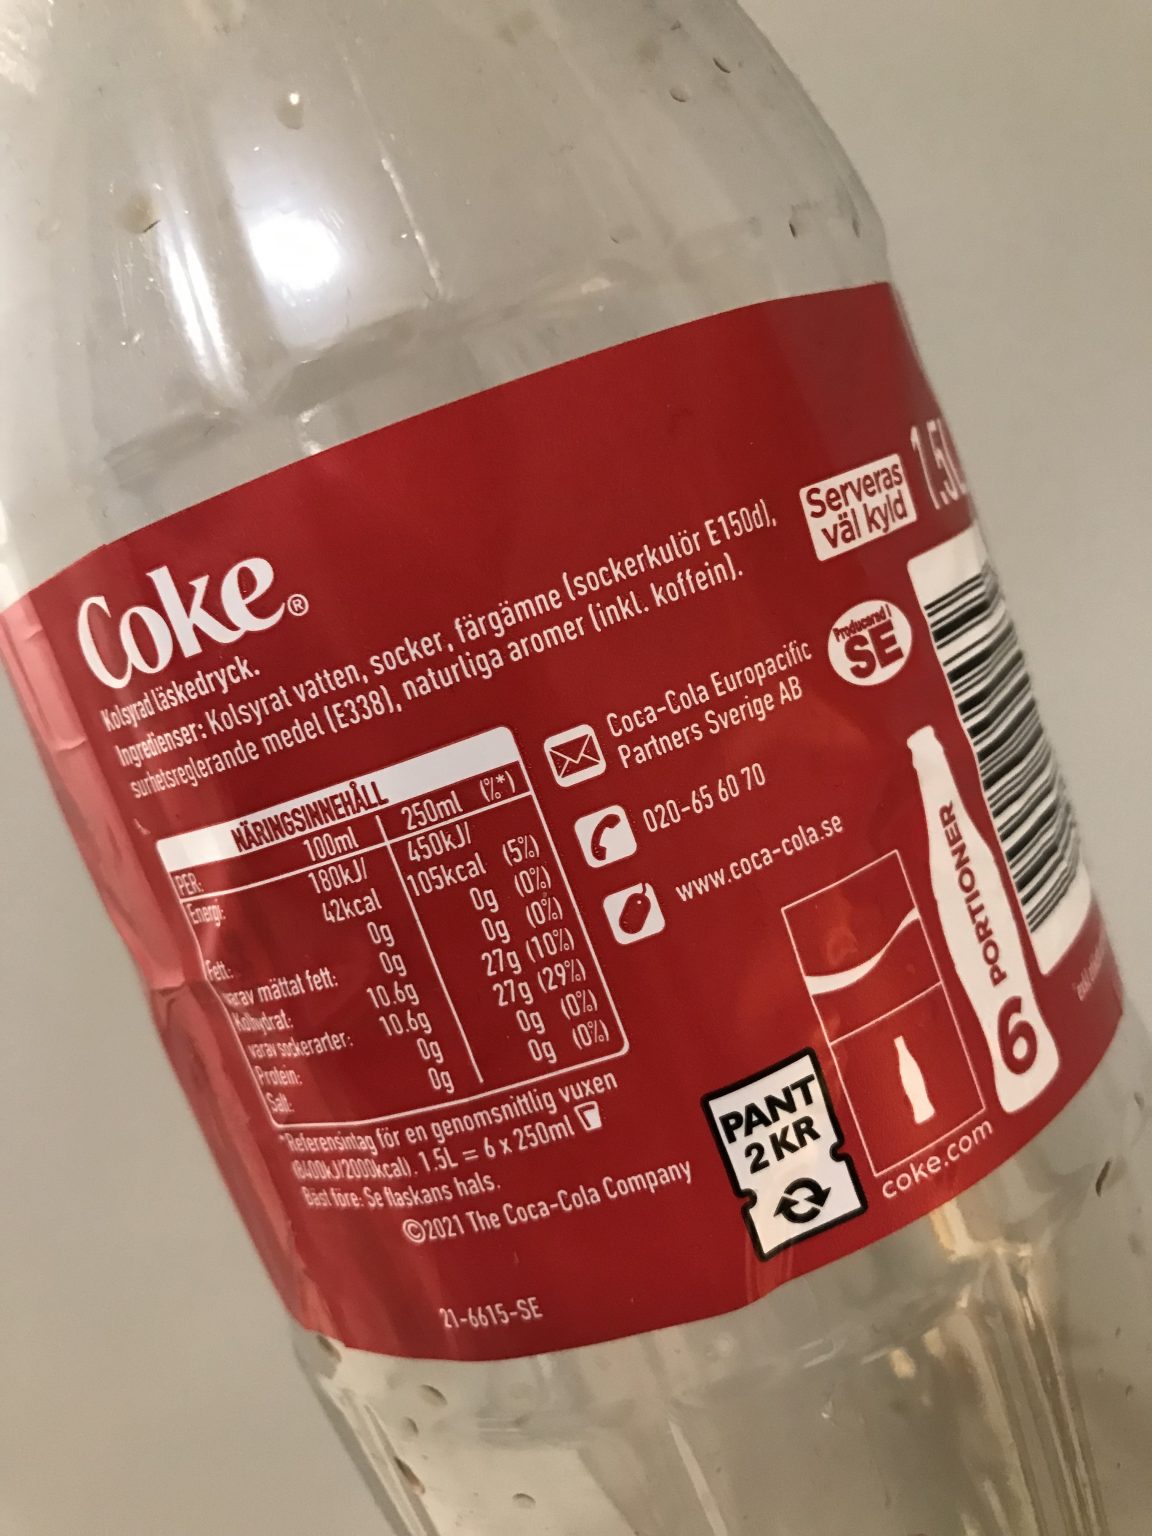 Coke®
Kolsyrad läskedryck.
Ingredienser: Kolsyrat vatten, socker, färgämne (sockerkulör E150d),
surhetsreglerande medel (E338), naturliga aromer (inkl. koffein).
NÄRINGSINNEHÅLL
PER: 100ml 250ml (%*)
Energi: 180kJ/ 450kJ/
42kcal 105kcal (5%)
Fett: 0g 0g (0%)
varav mättat fett: 0g 0g (0%)
Kolhydrat: 10.6g 27g (10%)
varav sockerarter: 10.6g 27g (29%)
Protein: 0g 0g (0%)
Salt: 0g 0g (0%)
*Referensintag för en genomsnittlig vuxen
(8400kJ/2000kcal). 1.5L = 6 x 250ml
Bäst före: Se flaskans hals.
©2021 The Coca-Cola Company
21-6615-SE
Coca-Cola Europacific
Partners Sverige AB
020-65 60 70
www.coca-cola.se
Serveras
väl kyld
1.5L
Producerad i
SE
6 PORTIONER
PANT
2 KR
coke.com